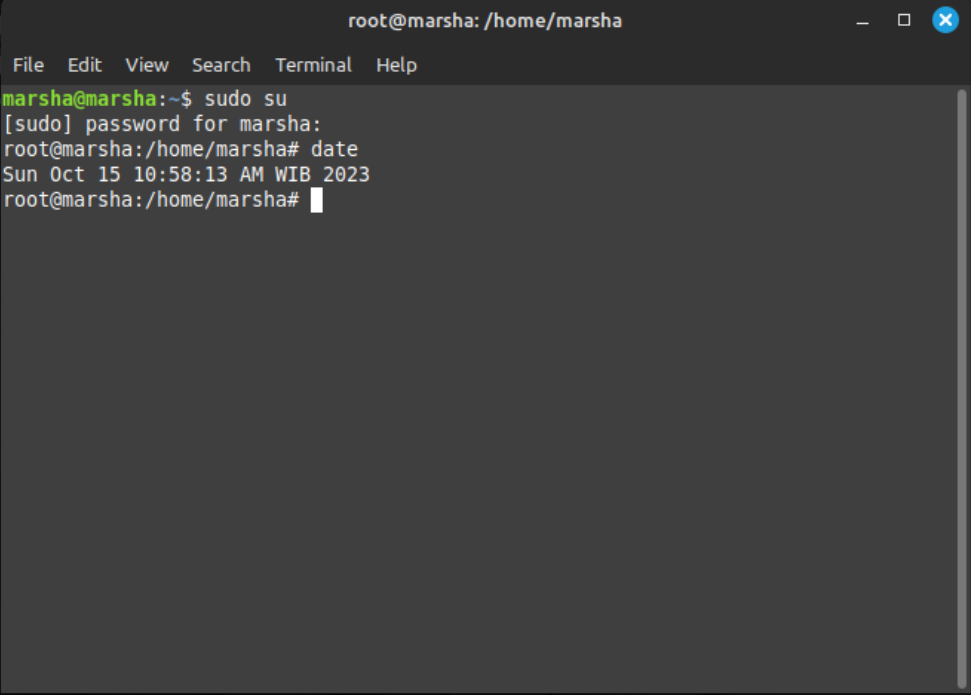 root@marsha: /home/marsha
File Edit View Search Terminal Help
marsha@marsha:~$ sudo su
[sudo] password for marsha:
root@marsha:/home/marsha# date
Sun Oct 15 10:58:13 AM WIB 2023
root@marsha:/home/marsha#